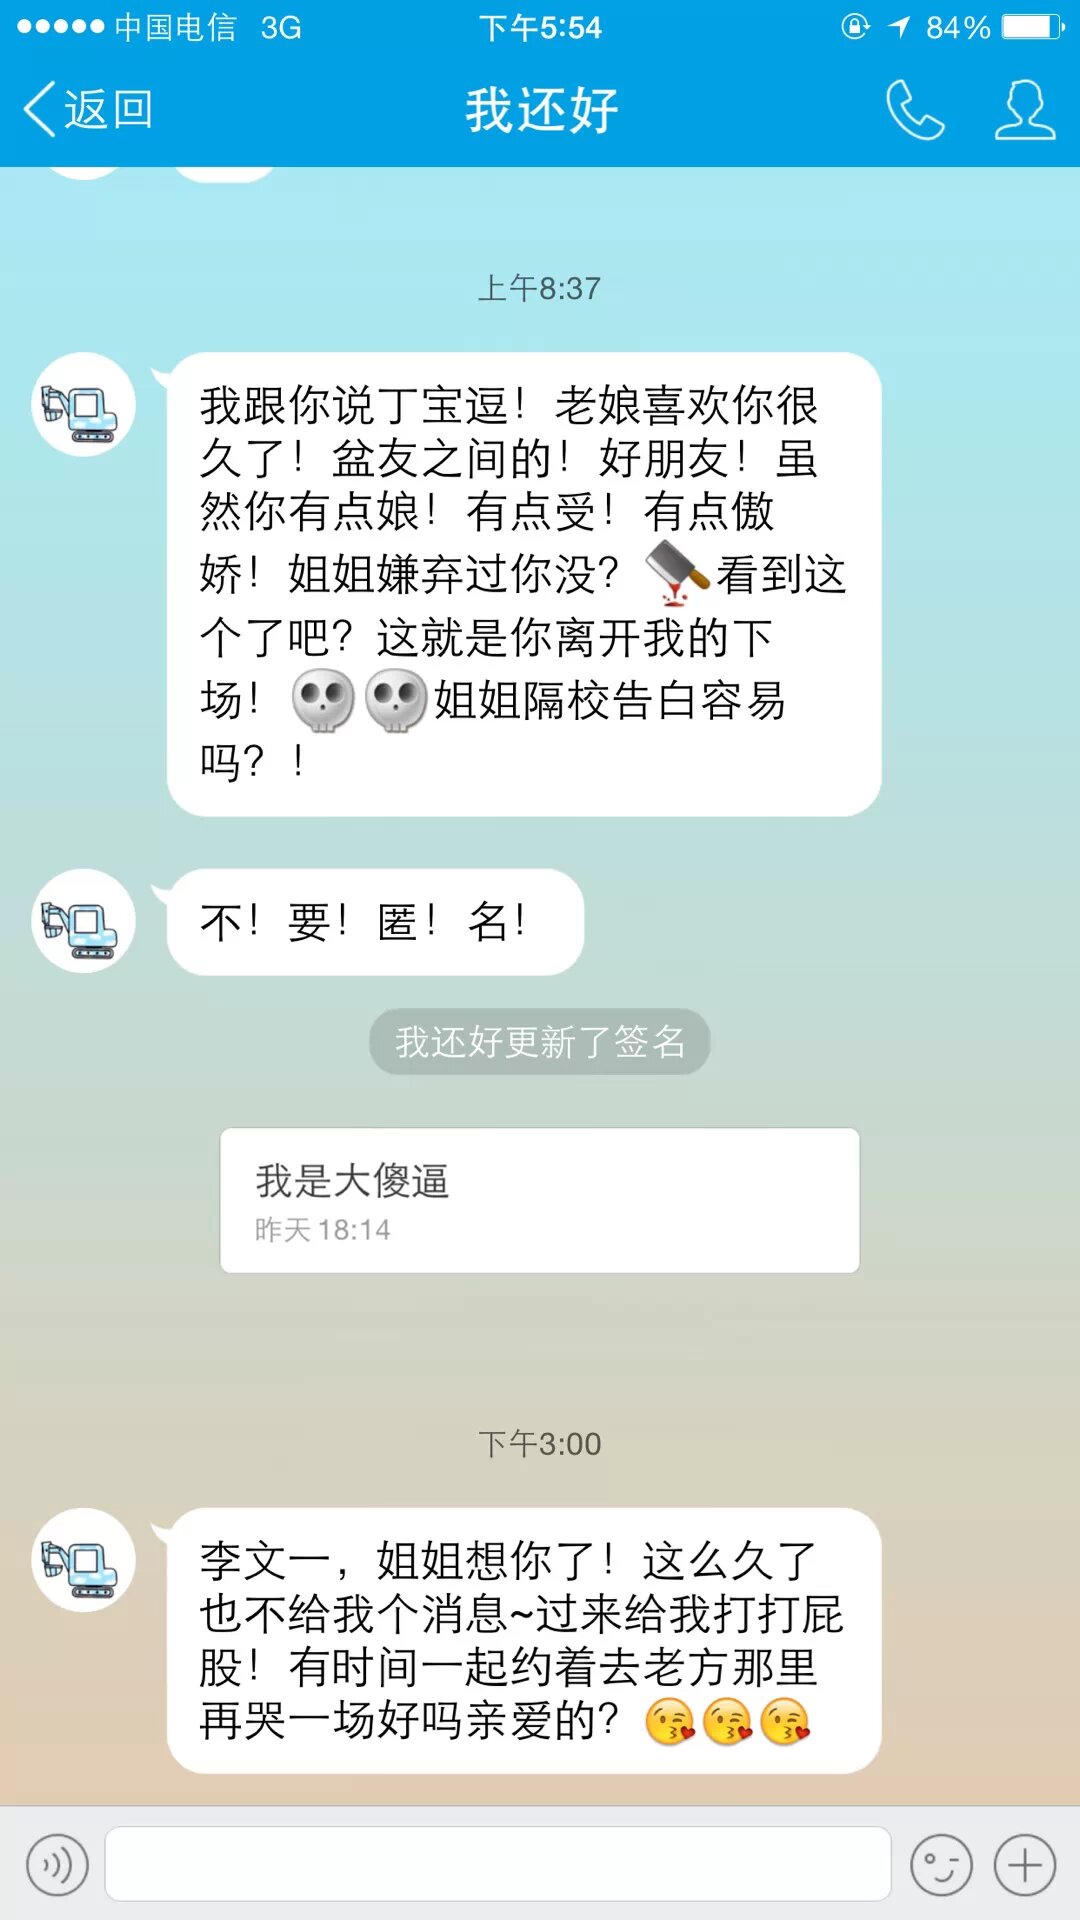 中国电信 3G 下午5:54 84%
返回 我还好
上午8:37
我跟你说丁宝逗！老娘喜欢你很
久了！盆友之间的！好朋友！虽
然你有点娘！有点受！有点傲
娇！姐姐嫌弃过你没？看到这
个了吧？这就是你离开我的下
场！姐姐隔校告白容易
吗？！
不！要！匿！名！
我还好更新了签名
我是大傻逼
昨天 18:14
下午3:00
李文一，姐姐想你了！这么久了
也不给我个消息~过来给我打打屁
股！有时间一起约着去老方那里
再哭一场好吗亲爱的？